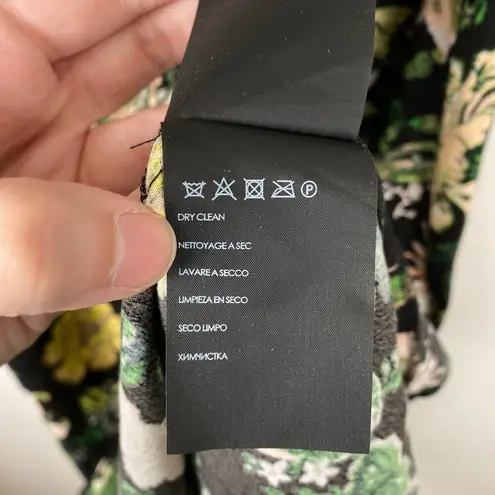 P
DRY CLEAN
NETTOYAGE A SEC
LAVARE A SECCO
LIMPIEZA EN SECO
SECO LIMPO
ХИМЧИСТКА